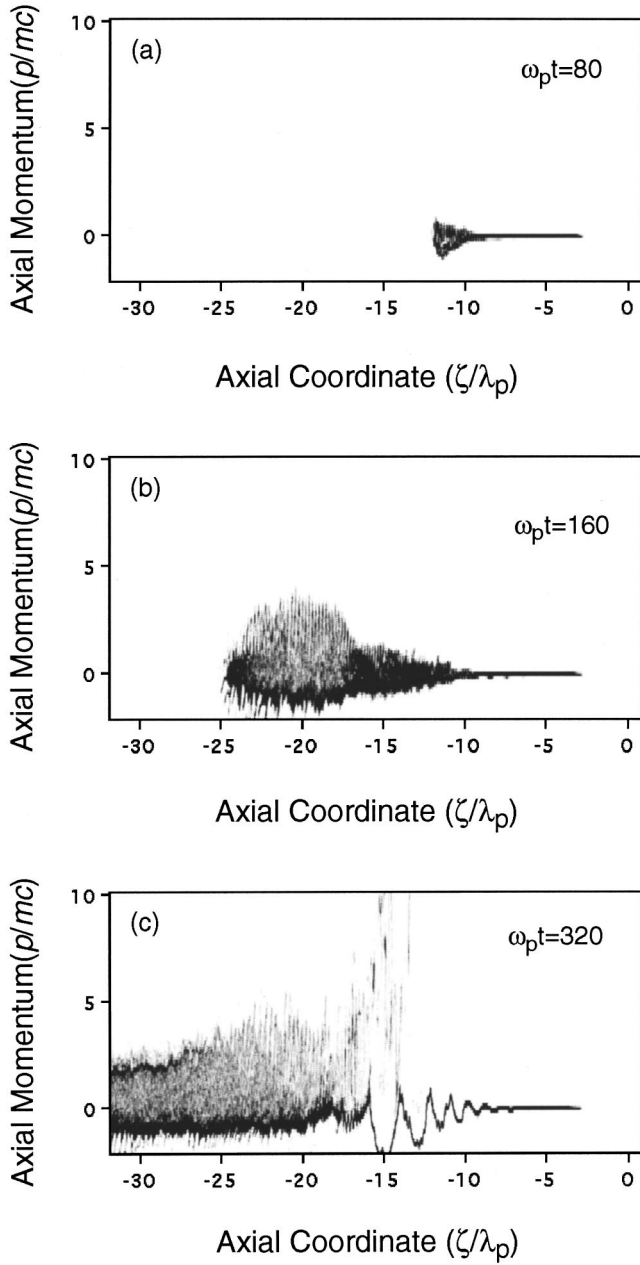 (a)
ωpt=80
10
5
0
Axial Momentum(p/mc)
-30 -25 -20 -15 -10 -5 0
Axial Coordinate (ζ/λp)
(b)
ωpt=160
10
5
0
Axial Momentum(p/mc)
-30 -25 -20 -15 -10 -5 0
Axial Coordinate (ζ/λp)
(c)
ωpt=320
10
5
0
Axial Momentum(p/mc)
-30 -25 -20 -15 -10 -5 0
Axial Coordinate (ζ/λp)